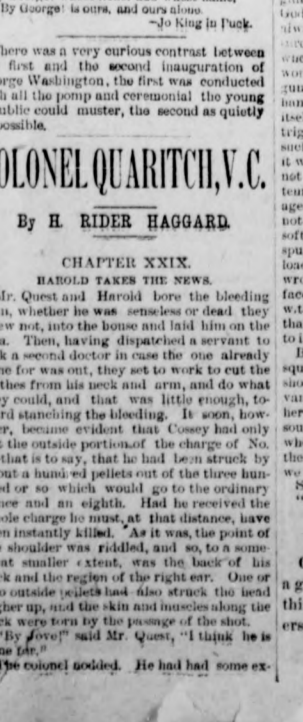 By George! is ours, and ours alone.
—Jo King in Puck.
here was a very curious contrast between
first and the second inauguration of
orge Washington, the first was conducted
h all the pomp and ceremonial the young
ublic could muster, the second as quietly
possible.
OLONEL QUARITCH, V.C.
By H. RIDER HAGGARD.
CHAPTER XXIX.
HAROLD TAKES THE NEWS.
Mr. Quest and Harold bore the bleeding
n, whether he was senseless or dead they
ew not, into the house and laid him on the
a. Then, having dispatched a servant to
k a second doctor in case the one already
ne for was out, they set to work to cut the
thes from his neck and arm, and do what
y could, and that was little enough, to-
rd stanching the bleeding. It soon, how-
er, became evident that Cossey had only
the outside portion of the charge of No.
that is to say, that he had been struck by
out a hundred pellets out of the three hun-
d or so which would go to the ordinary
nce and an eighth. Had he received the
ole charge he must, at that distance, have
n instantly killed. As it was, the point of
shoulder was riddled, and so, to a some-
at smaller extent, was the back of his
k and the region of the right ear. One or
o outside pellets had also struck the head
gher up, and the skin and muscles along the
ck were torn by the passage of the shot.
"By Jove!" said Mr. Quest, "I think he is
ne for."
The colonel nodded. He had had some ex-